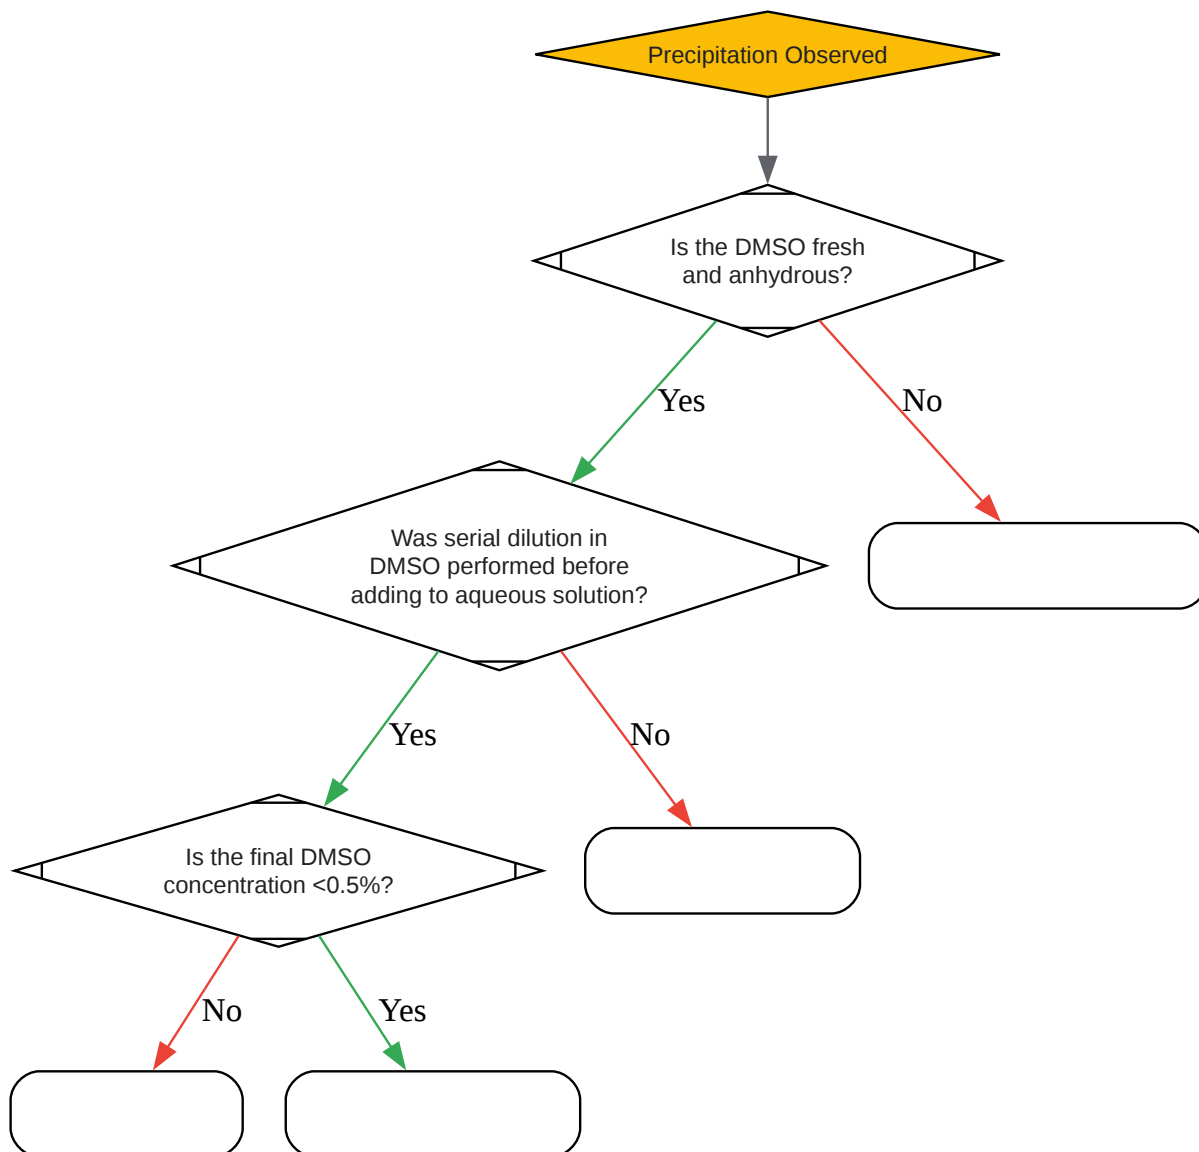 Precipitation Observed
Is the DMSO fresh
and anhydrous?
Yes
No
Was serial dilution in
DMSO performed before
adding to aqueous solution?
Yes
No
Is the final DMSO
concentration <0.5%?
No
Yes